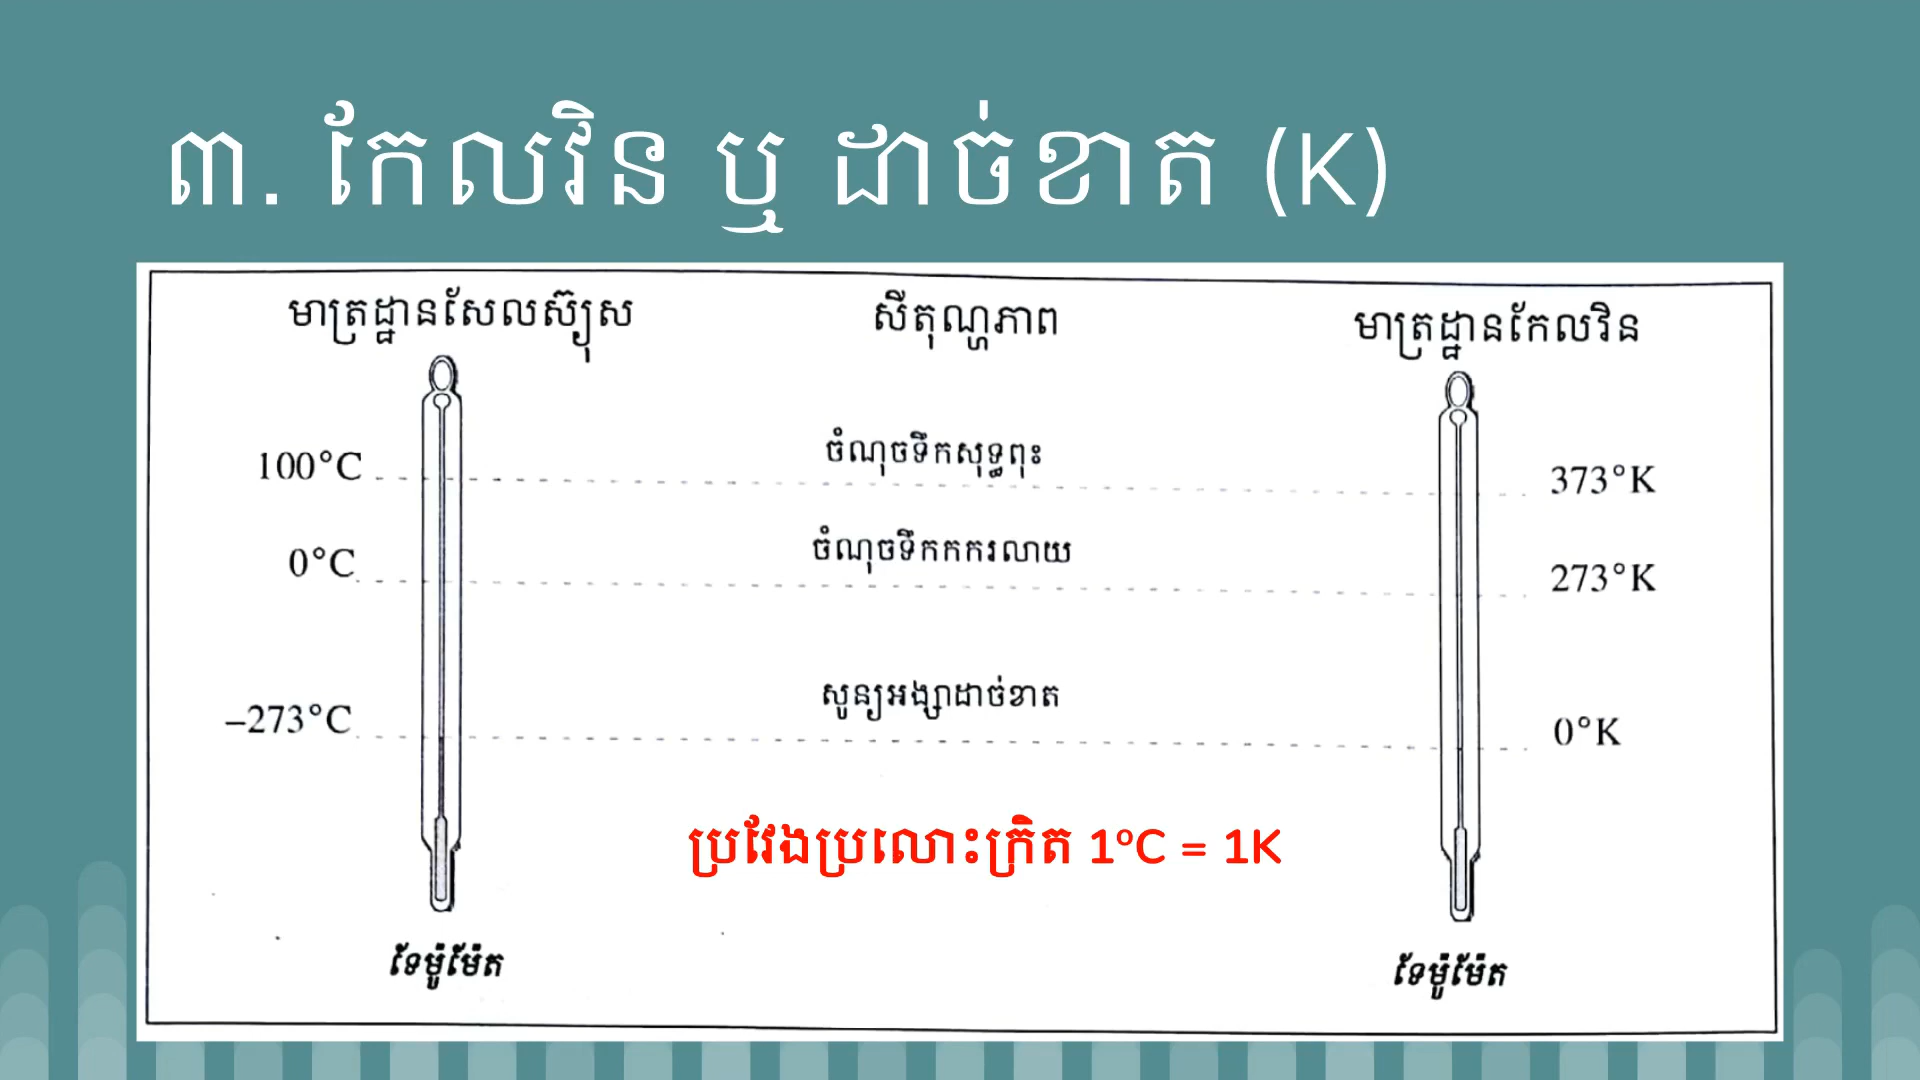 ៣. កែលវិន ឬ ដាច់ខាត (K)
មាត្រដ្ឋានសែលស៊្យុស សីតុណ្ហភាព មាត្រដ្ឋានកែលវិន
100°C ចំណុចទឹកសុទ្ធពុះ 373°K
0°C ចំណុចទឹកកករលាយ 273°K
–273°C សូន្យអង្សាដាច់ខាត 0°K
ប្រវែងប្រលោះក្រិត 1°C = 1K
ទែម៉ូម៉ែត ទែម៉ូម៉ែត